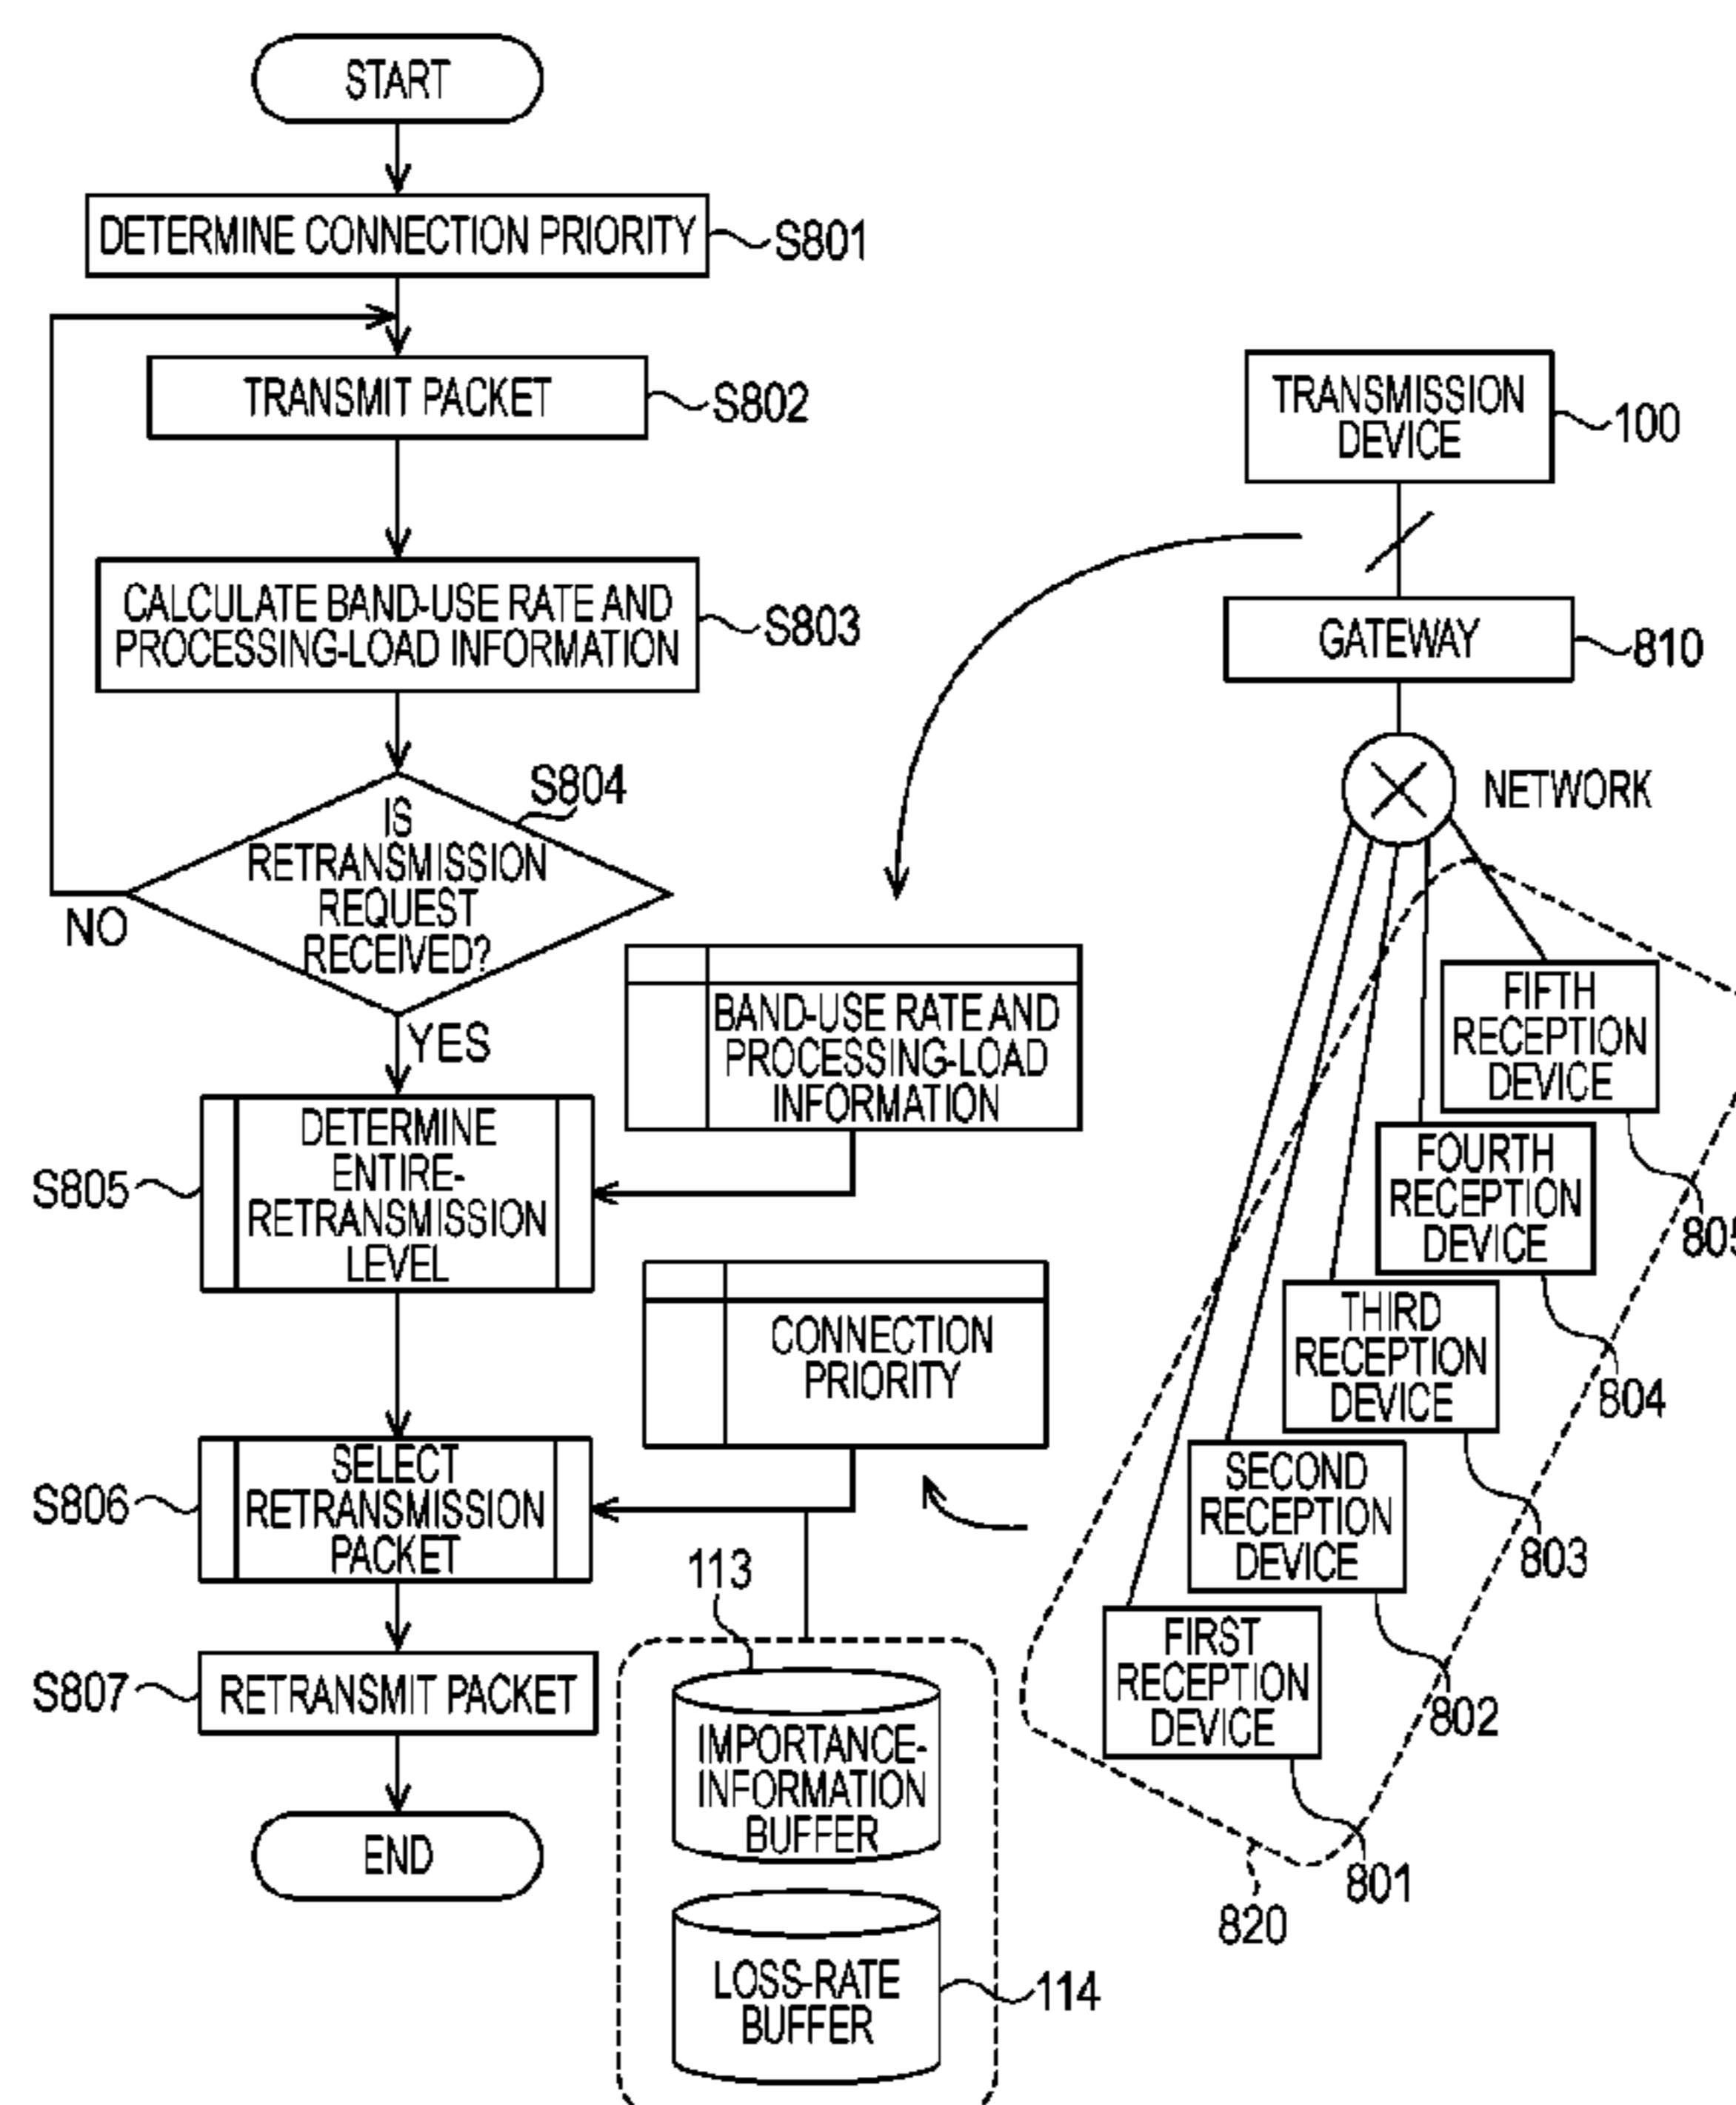 START
DETERMINE CONNECTION PRIORITY
S801
TRANSMIT PACKET
S802
CALCULATE BAND-USE RATE AND
PROCESSING-LOAD INFORMATION
S803
S804
IS
RETRANSMISSION
REQUEST
RECEIVED?
NO
YES
S805
DETERMINE
ENTIRE-
RETRANSMISSION
LEVEL
S806
SELECT
RETRANSMISSION
PACKET
S807
RETRANSMIT PACKET
END
BAND-USE RATE AND
PROCESSING-LOAD
INFORMATION
CONNECTION
PRIORITY
113
IMPORTANCE-
INFORMATION
BUFFER
LOSS-RATE
BUFFER
114
TRANSMISSION
DEVICE
100
GATEWAY
810
NETWORK
FIFTH
RECEPTION
DEVICE
805
FOURTH
RECEPTION
DEVICE
804
THIRD
RECEPTION
DEVICE
803
SECOND
RECEPTION
DEVICE
802
FIRST
RECEPTION
DEVICE
801
820